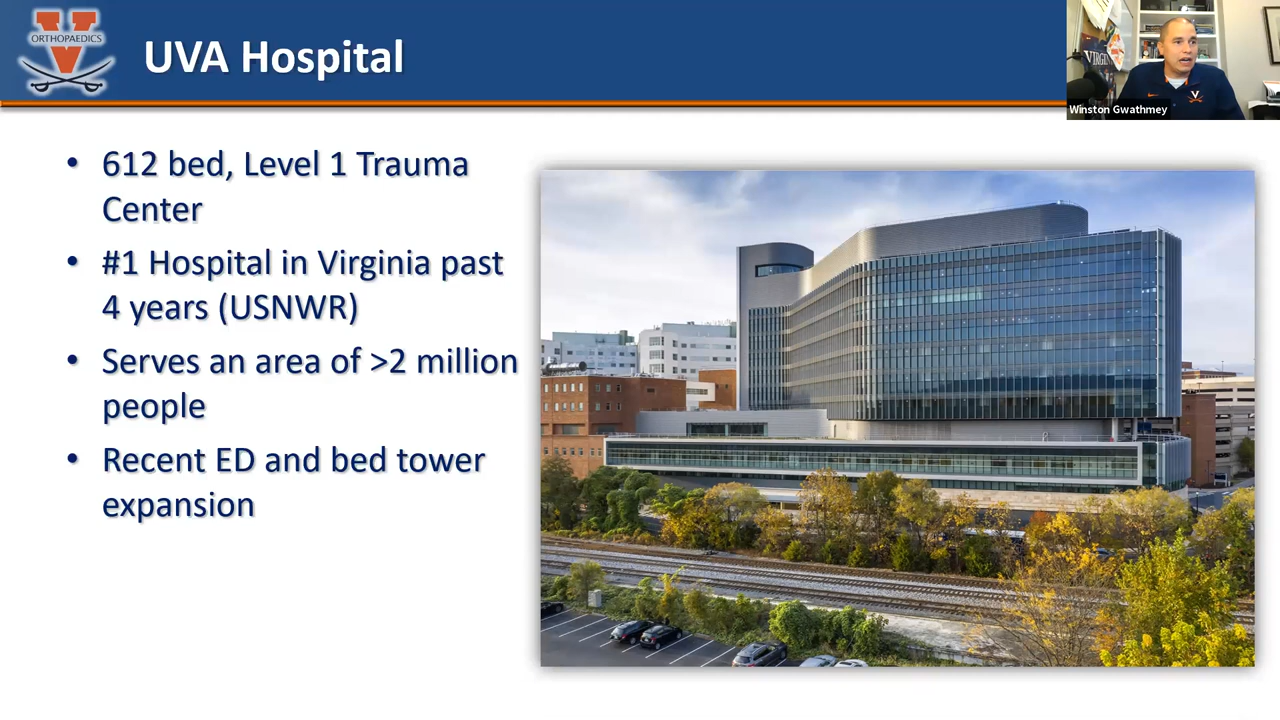 ORTHOPAEDICS
UVA Hospital
VIRGINIA
V
Winston Gwathmey
• 612 bed, Level 1 Trauma
Center
• #1 Hospital in Virginia past
4 years (USNWR)
• Serves an area of >2 million
people
• Recent ED and bed tower
expansion